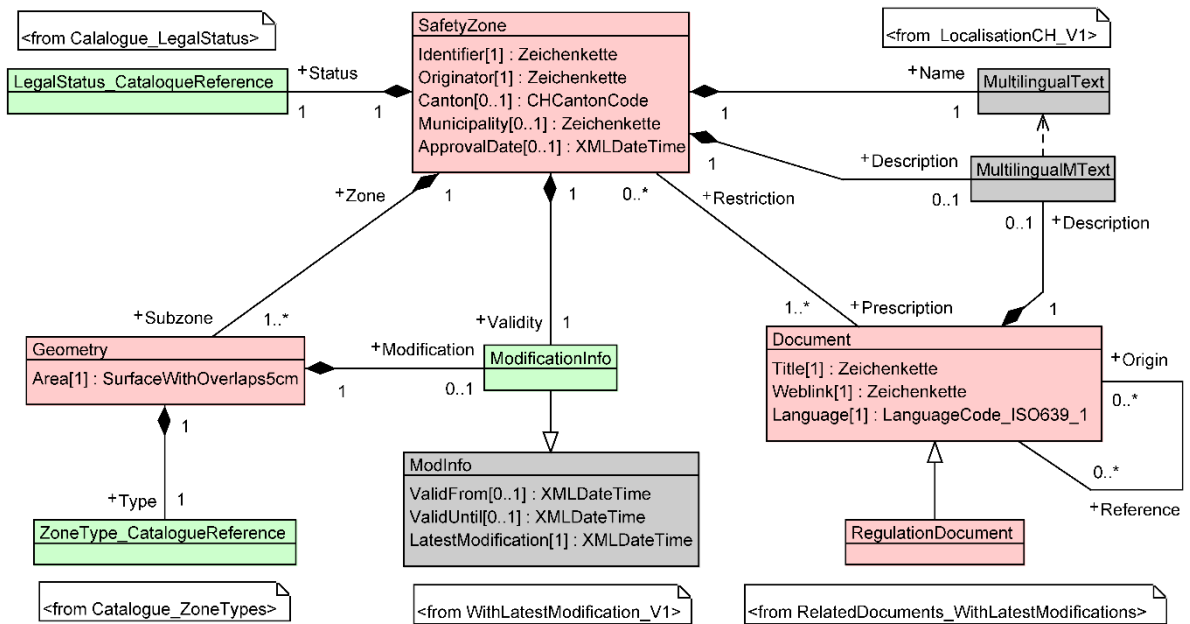 <from Calalogue_LegalStatus>
LegalStatus_CataloqueReference
+Status
1
1
SafetyZone
Identifier[1] : Zeichenkette
Originator[1] : Zeichenkette
Canton[0..1] : CHCantonCode
Municipality[0..1] : Zeichenkette
ApprovalDate[0..1] : XMLDateTime
<from LocalisationCH_V1>
+Name
1
1
MultilingualText
+Description
1
0..1
MultilingualMText
0..1
+Description
1
+Zone
1
1
0..*
+Restriction
+Subzone
1..*
+Validity
1
1..*
+Prescription
Geometry
Area[1] : SurfaceWithOverlaps5cm
+Modification
1
0..1
ModificationInfo
Document
Title[1] : Zeichenkette
Weblink[1] : Zeichenkette
Language[1] : LanguageCode_ISO639_1
+Origin
0..*
0..*
+Reference
1
+Type
1
ZoneType_CatalogueReference
ModInfo
ValidFrom[0..1] : XMLDateTime
ValidUntil[0..1] : XMLDateTime
LatestModification[1] : XMLDateTime
RegulationDocument
<from Catalogue_ZoneTypes>
<from WithLatestModification_V1>
<from RelatedDocuments_WithLatestModifications>